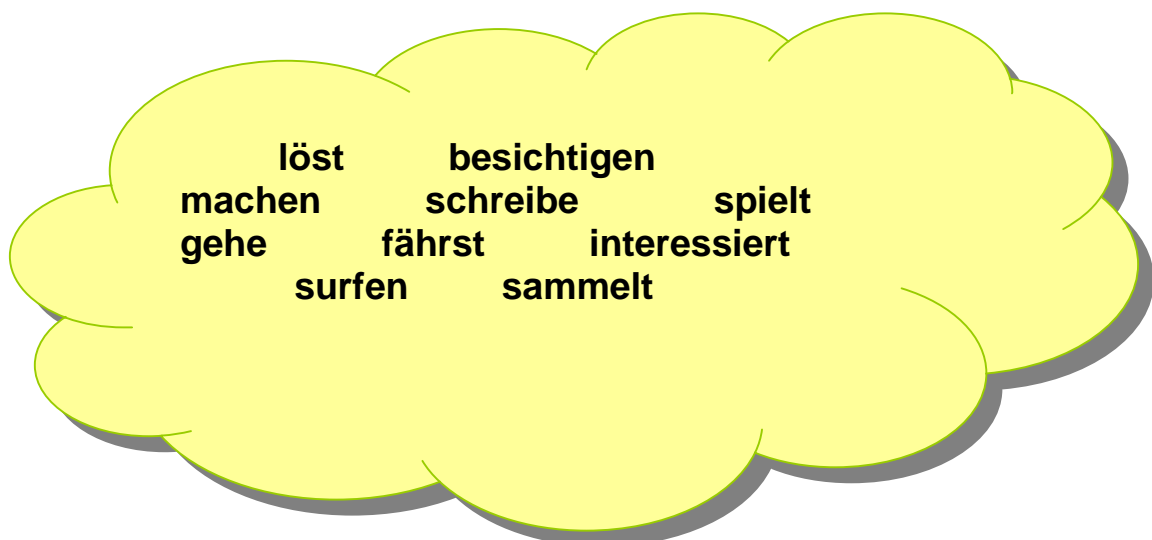 löst besichtigen
machen schreibe spielt
gehe fährst interessiert
surfen sammelt